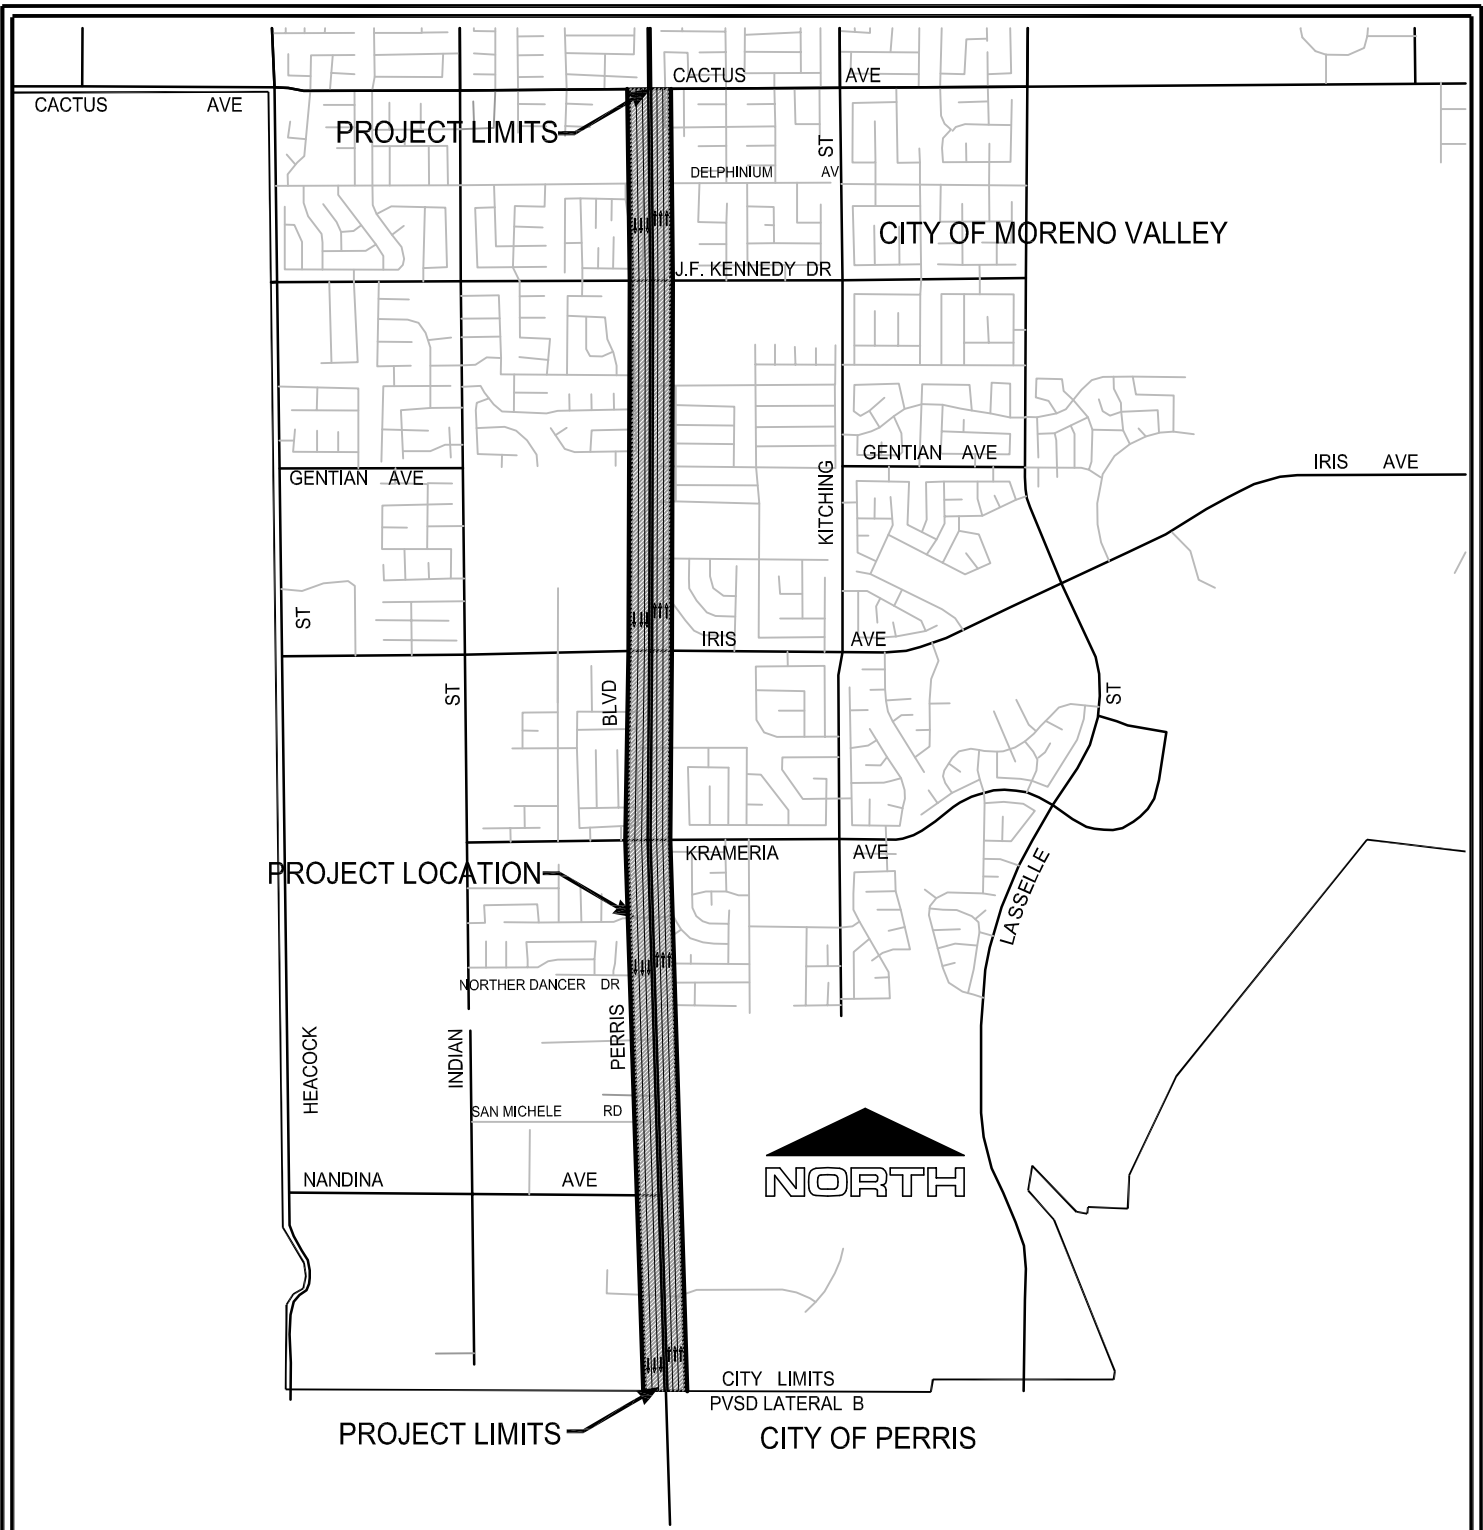 CACTUS AVE
CACTUS AVE
PROJECT LIMITS
ST
DELPHINIUM AV
CITY OF MORENO VALLEY
J.F. KENNEDY DR
GENTIAN AVE
IRIS AVE
GENTIAN AVE
KITCHING
ST
IRIS AVE
ST
BLVD
ST
KRAMERIA AVE
PROJECT LOCATION
LASSELLE
NORTHER DANCER DR
HEACOCK
INDIAN
PERRIS
SAN MICHELE RD
NANDINA AVE
NORTH
CITY LIMITS
PVSD LATERAL B
PROJECT LIMITS
CITY OF PERRIS